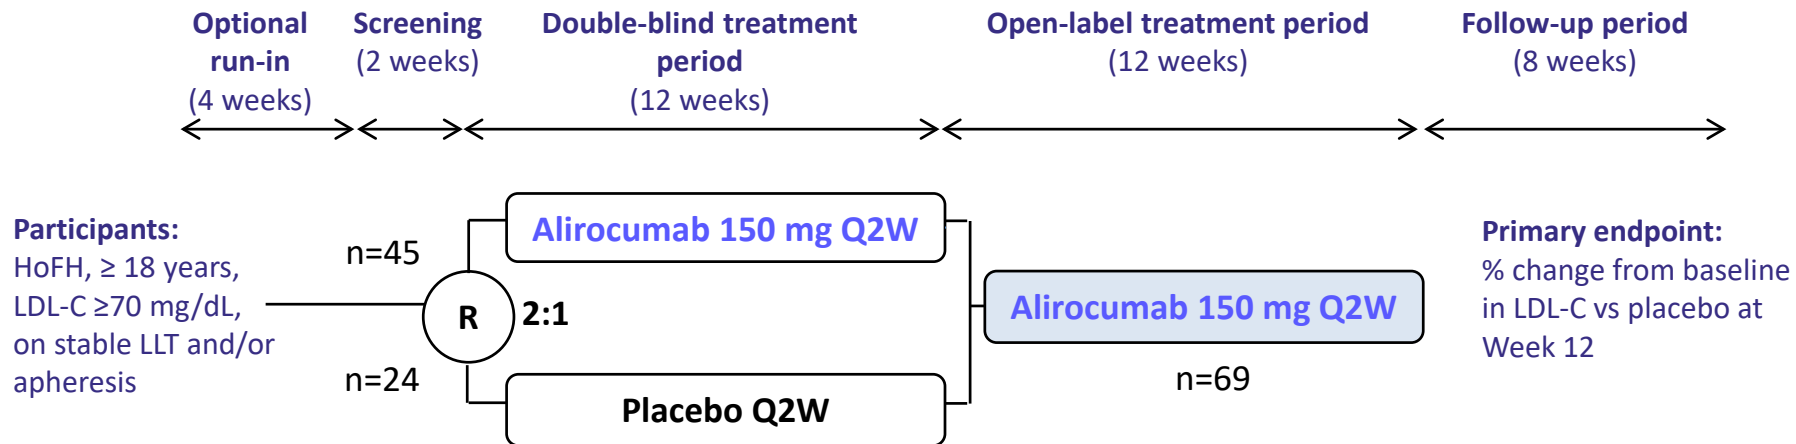 Optional
run-in
(4 weeks)
Screening
(2 weeks)
Double-blind treatment
period
(12 weeks)
Open-label treatment period
(12 weeks)
Follow-up period
(8 weeks)
Participants:
HoFH, ≥ 18 years,
LDL-C ≥70 mg/dL,
on stable LLT and/or
apheresis
n=45
R
2:1
n=24
Alirocumab 150 mg Q2W
Placebo Q2W
Alirocumab 150 mg Q2W
n=69
Primary endpoint:
% change from baseline
in LDL-C vs placebo at
Week 12